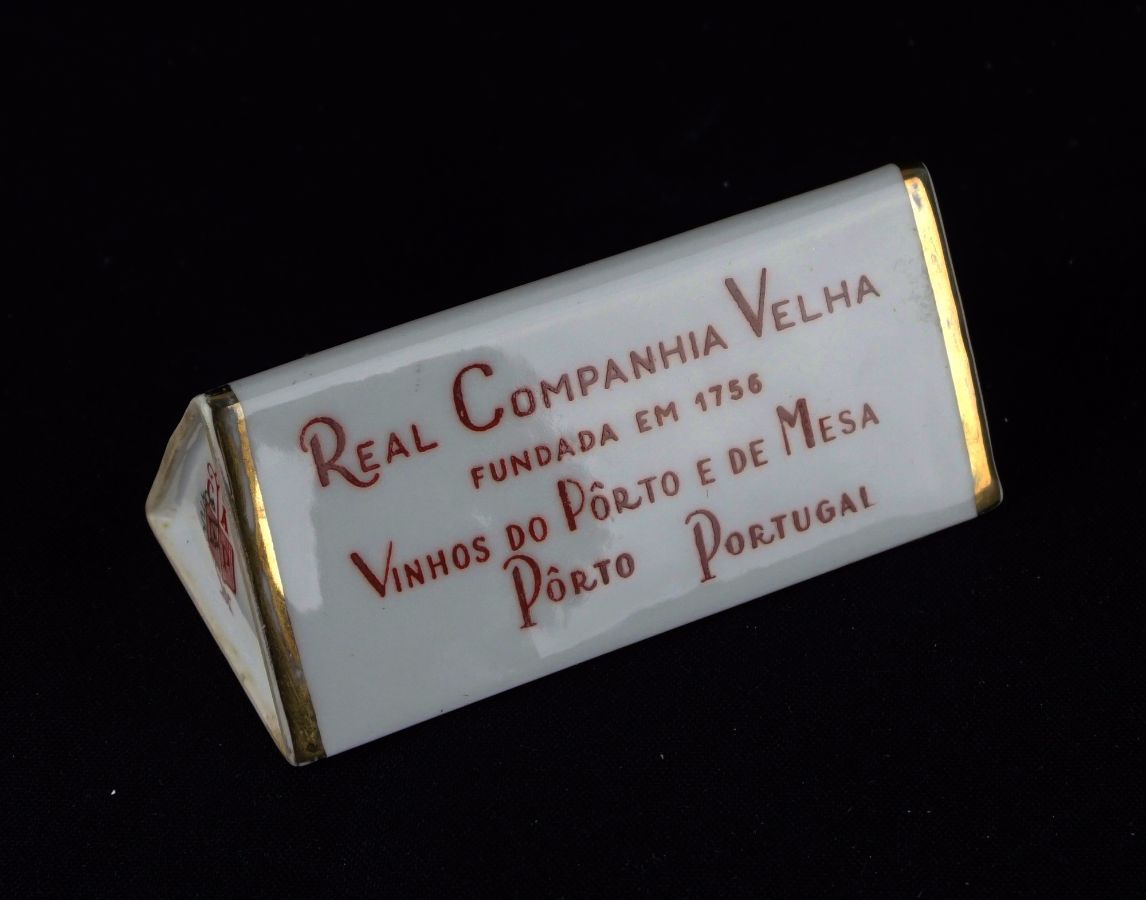 REAL COMPANHIA VELHA
FUNDADA EM 1756
VINHOS DO PÔRTO E DE MESA
PÔRTO PORTUGAL